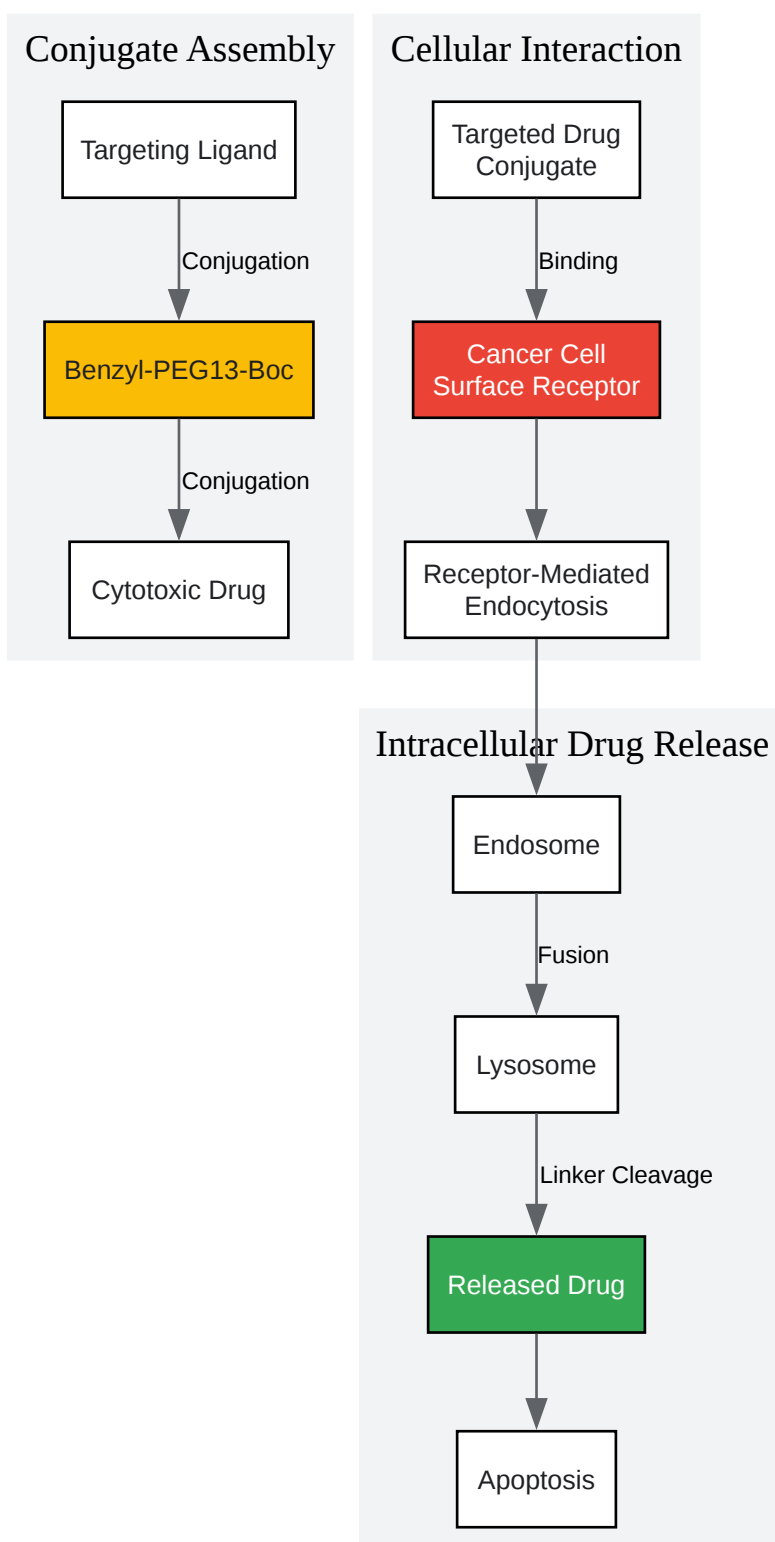 Conjugate Assembly
Targeting Ligand
Conjugation
Benzyl-PEG13-Boc
Conjugation
Cytotoxic Drug
Cellular Interaction
Targeted Drug
Conjugate
Binding
Cancer Cell
Surface Receptor
Receptor-Mediated
Endocytosis
Intracellular Drug Release
Endosome
Fusion
Lysosome
Linker Cleavage
Released Drug
Apoptosis